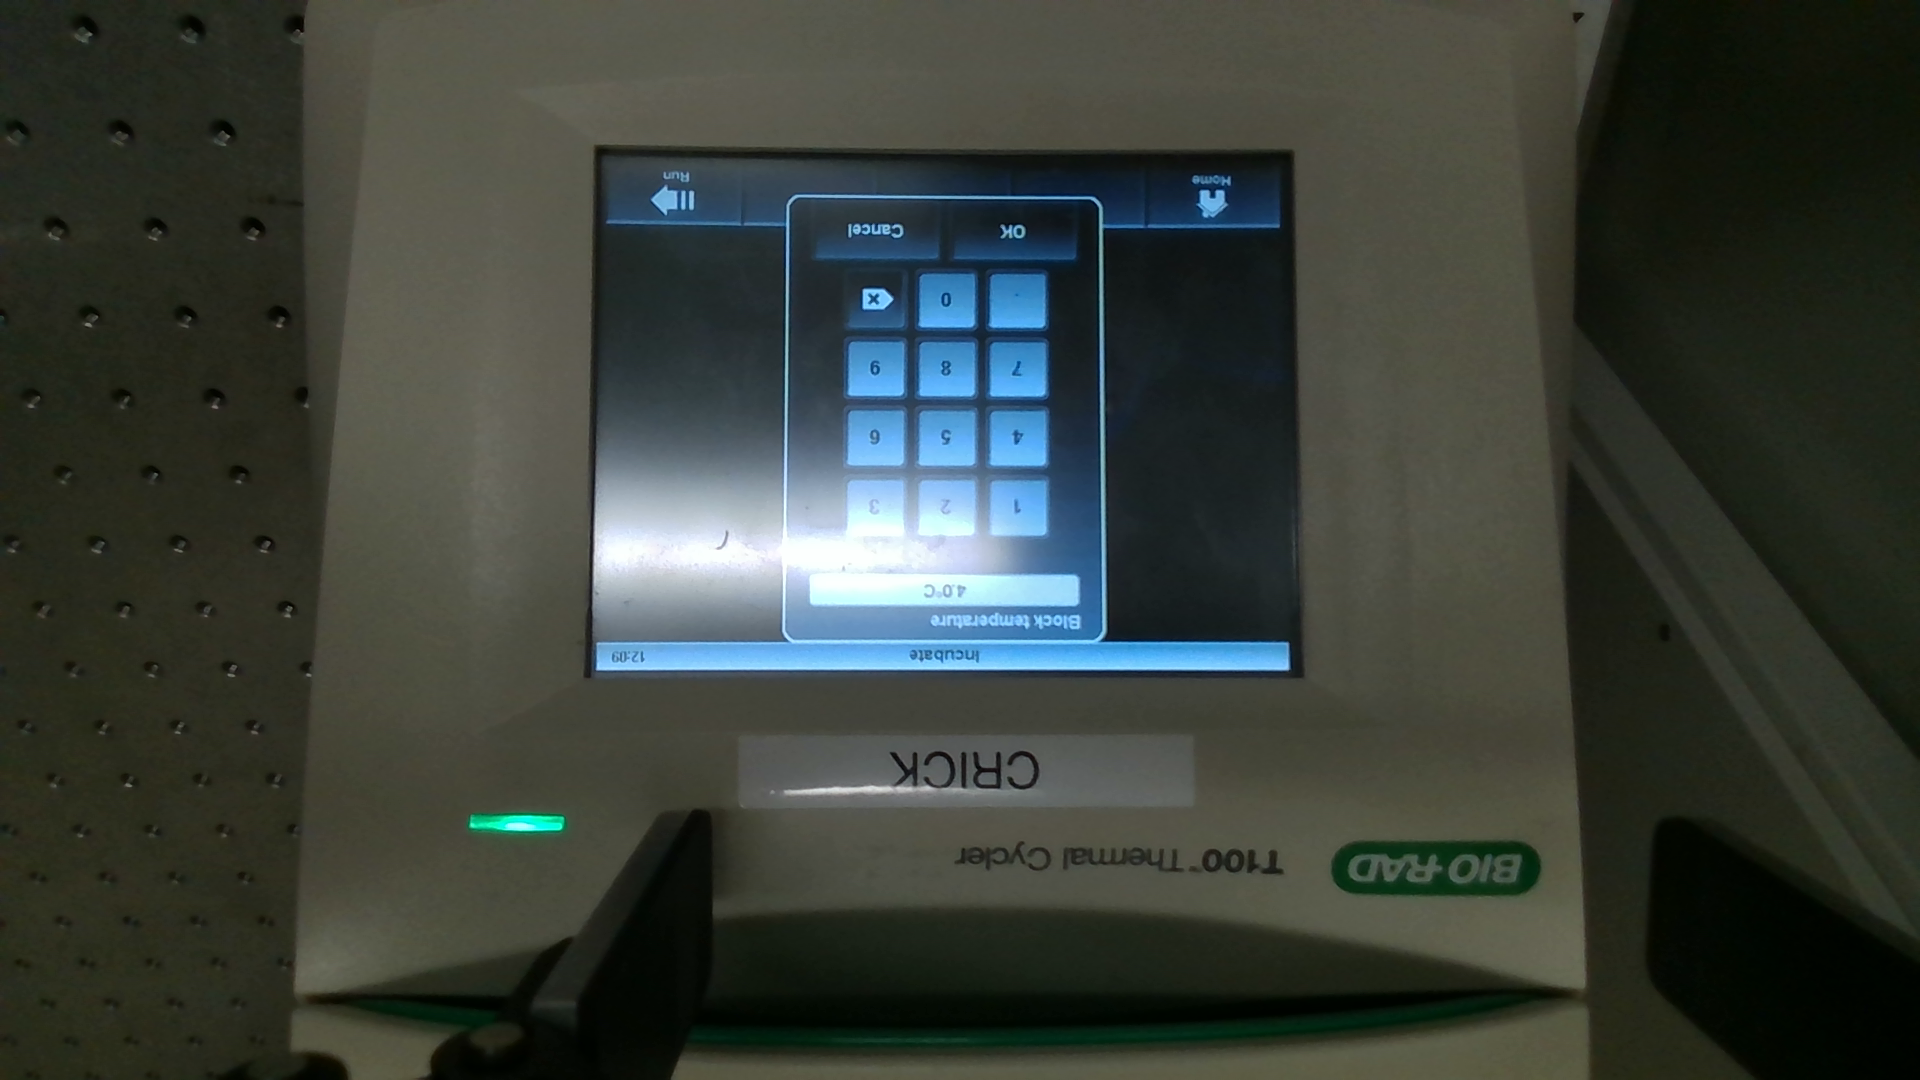 BIO-RAD
T100™ Thermal Cycler
CRICK
Incubate
12:09
Block temperature
4.0°C
1 2 3
4 5 6
7 8 9
. 0
OK Cancel
Home
Run